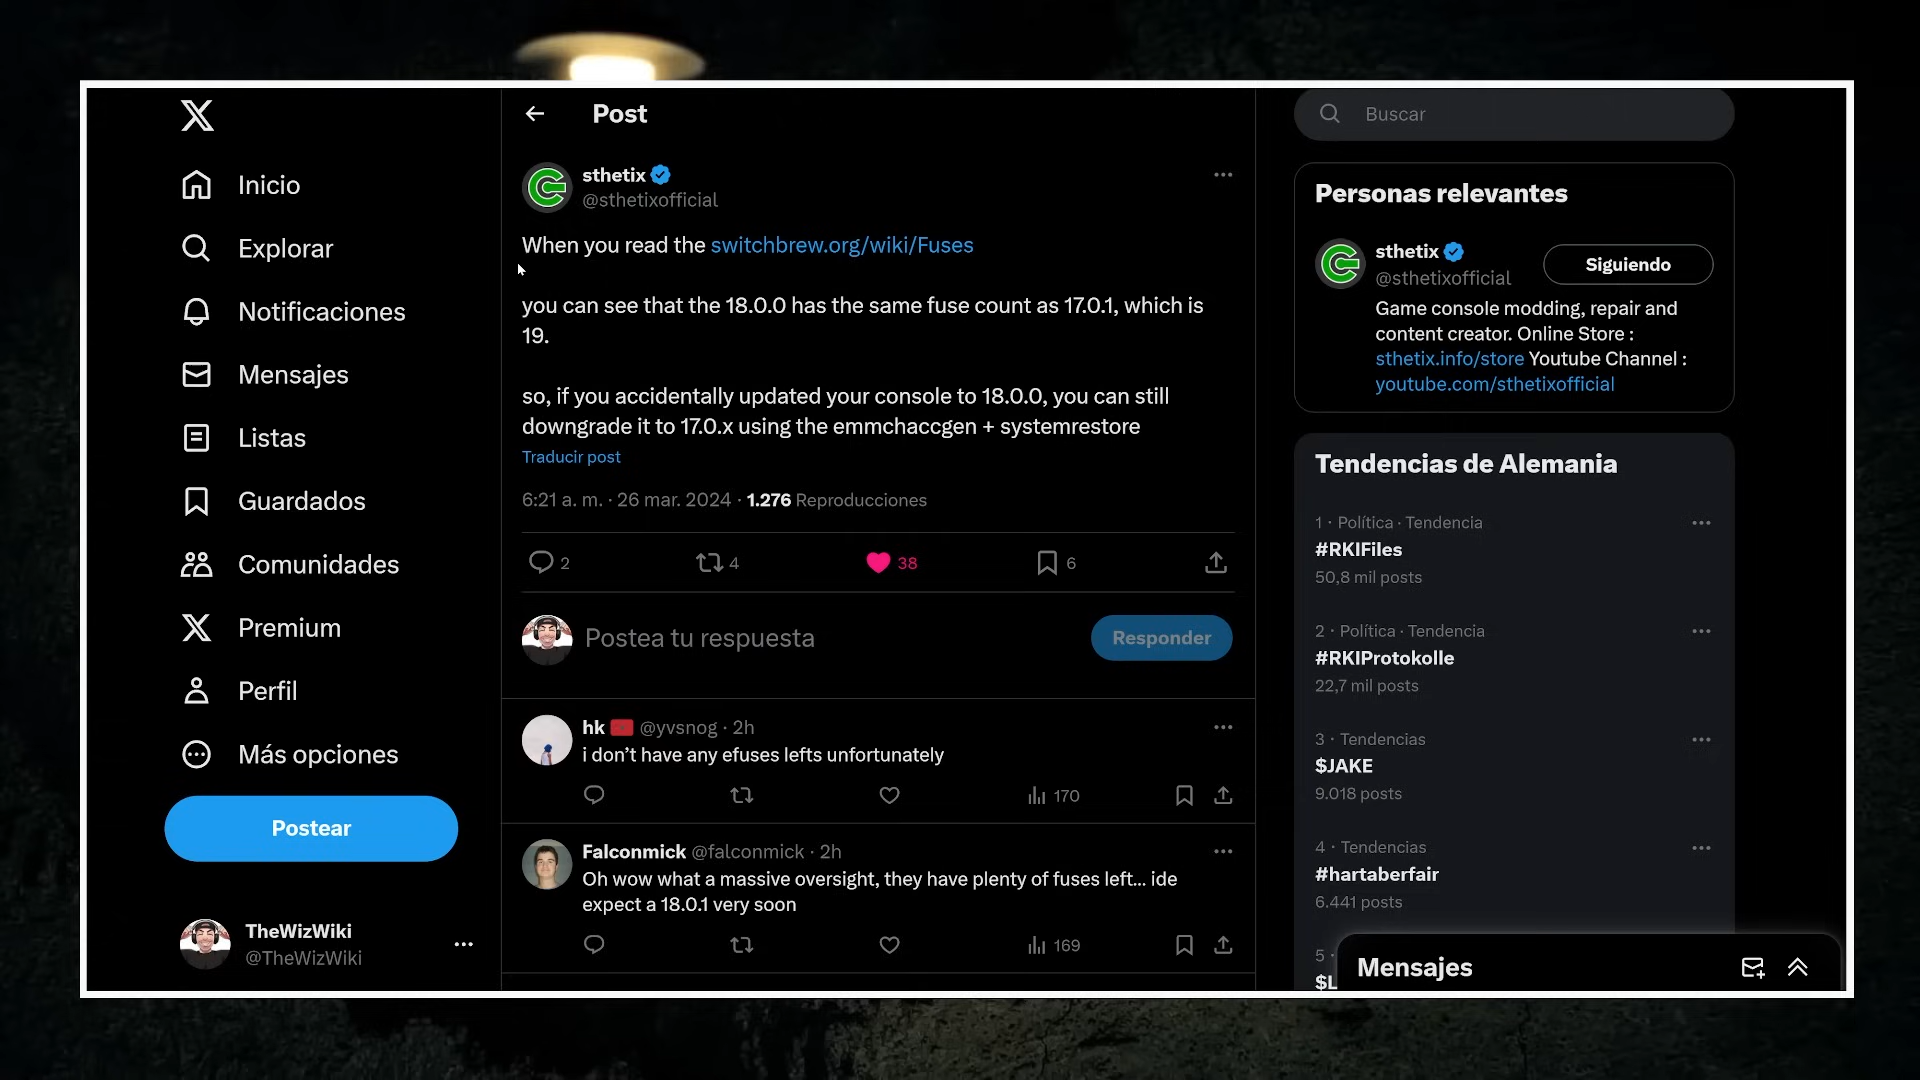 Inicio
Explorar
Notificaciones
Mensajes
Listas
Guardados
Comunidades
Premium
Perfil
Más opciones
Postear
TheWizWiki
@TheWizWiki
Post
sthetix
@sthetixofficial
When you read the switchbrew.org/wiki/Fuses
you can see that the 18.0.0 has the same fuse count as 17.0.1, which is
19.
so, if you accidentally updated your console to 18.0.0, you can still
downgrade it to 17.0.x using the emmchaccgen + systemrestore
Traducir post
6:21 a. m. · 26 mar. 2024 · 1.276 Reproducciones
2 4 38 6
Postea tu respuesta
Responder
hk @yvsnog · 2h
i don’t have any efuses lefts unfortunately
170
Falconmick @falconmick · 2h
Oh wow what a massive oversight, they have plenty of fuses left... ide
expect a 18.0.1 very soon
169
Buscar
Personas relevantes
sthetix
@sthetixofficial
Siguiendo
Game console modding, repair and
content creator. Online Store :
sthetix.info/store Youtube Channel :
youtube.com/sthetixofficial
Tendencias de Alemania
1 · Política · Tendencia
#RKIFiles
50,8 mil posts
2 · Política · Tendencia
#RKIProtokolle
22,7 mil posts
3 · Tendencias
$JAKE
9.018 posts
4 · Tendencias
#hartaberfair
6.441 posts
5 ·
$L
Mensajes